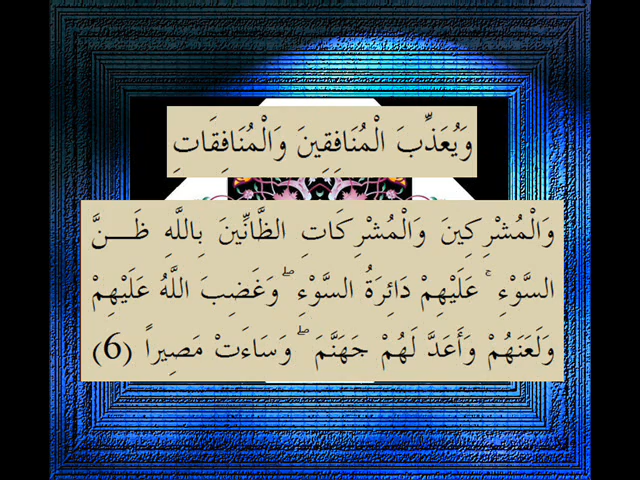 وَيُعَذِّبَ الْمُنَافِقِينَ وَالْمُنَافِقَاتِ
وَالْمُشْرِكِينَ وَالْمُشْرِكَاتِ الظَّانِّينَ بِاللَّهِ ظَـــنَّ
السَّوْءِ ۚ عَلَيْهِمْ دَائِرَةُ السَّوْءِ ۖ وَغَضِبَ اللَّهُ عَلَيْهِمْ
وَلَعَنَهُمْ وَأَعَدَّ لَهُمْ جَهَنَّمَ ۖ وَسَاءَتْ مَصِيراً (6)